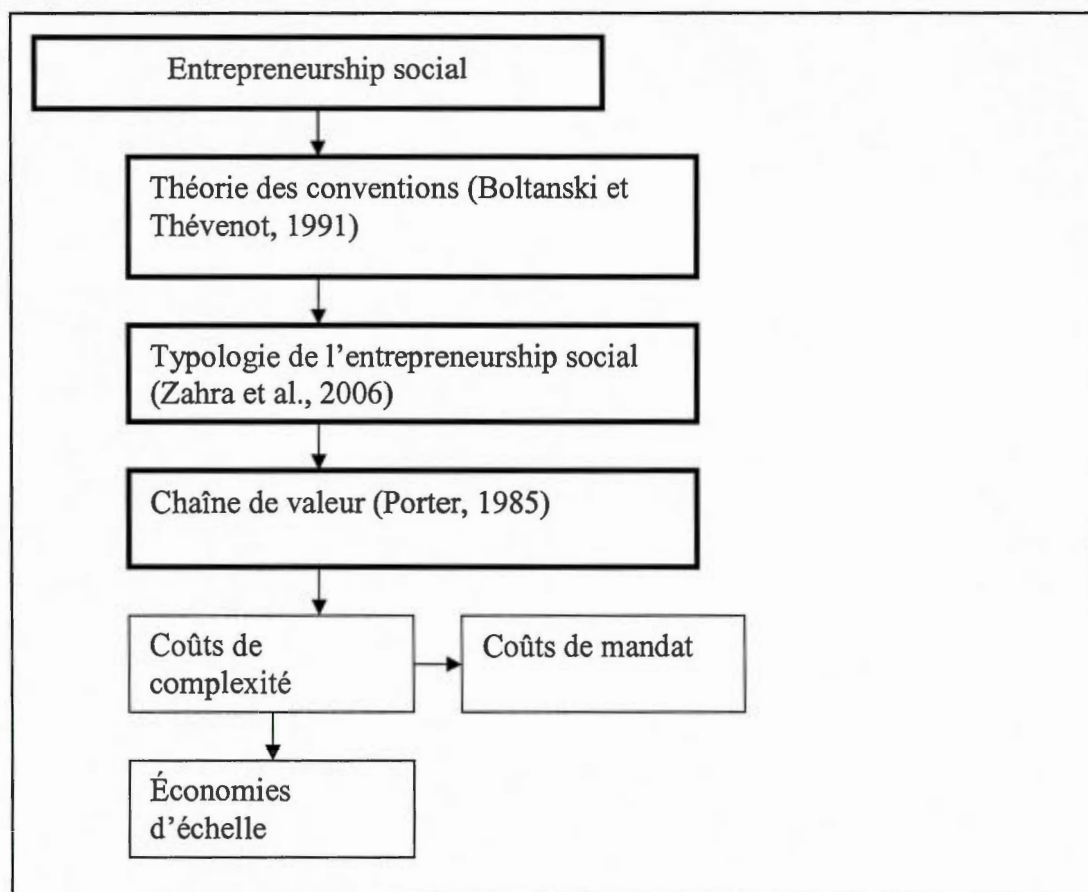 Entrepreneurship social
Théorie des conventions (Boltanski et
Thévenot, 1991)
Typologie de l'entrepreneurship social
(Zahra et al., 2006)
Chaîne de valeur (Porter, 1985)
Coûts de
complexité
Coûts de mandat
Économies
d'échelle